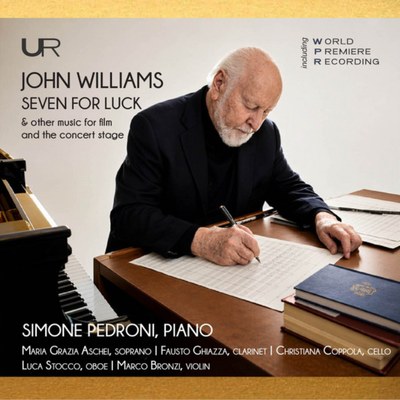 UR
including
WORLD
PREMIERE
RECORDING
JOHN WILLIAMS
SEVEN FOR LUCK
& other music for film
and the concert stage
SIMONE PEDRONI, PIANO
MARIA GRAZIA ASCHEI, SOPRANO | FAUSTO GHIAZZA, CLARINET | CHRISTIANA COPPOLA, CELLO
LUCA STOCCO, OBOE | MARCO BRONZI, VIOLIN